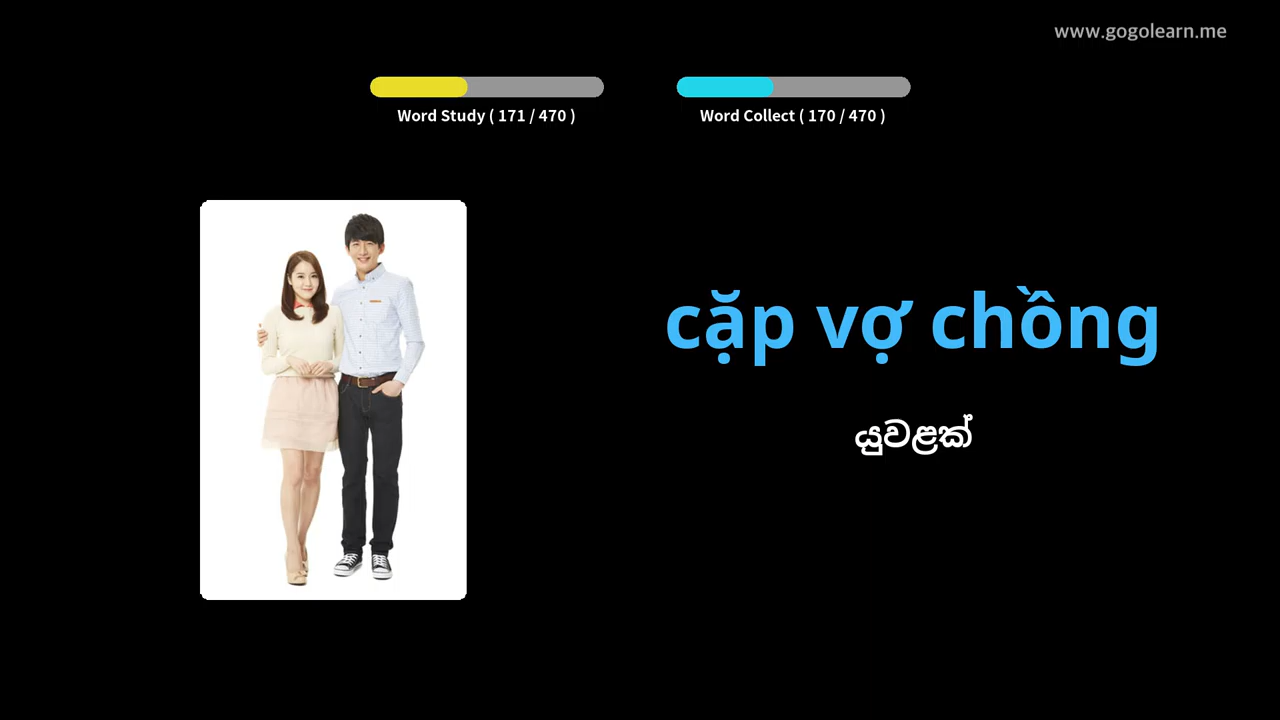 www.gogolearn.me
Word Study ( 171 / 470 )
Word Collect ( 170 / 470 )
cặp vợ chồng
යුවළක්